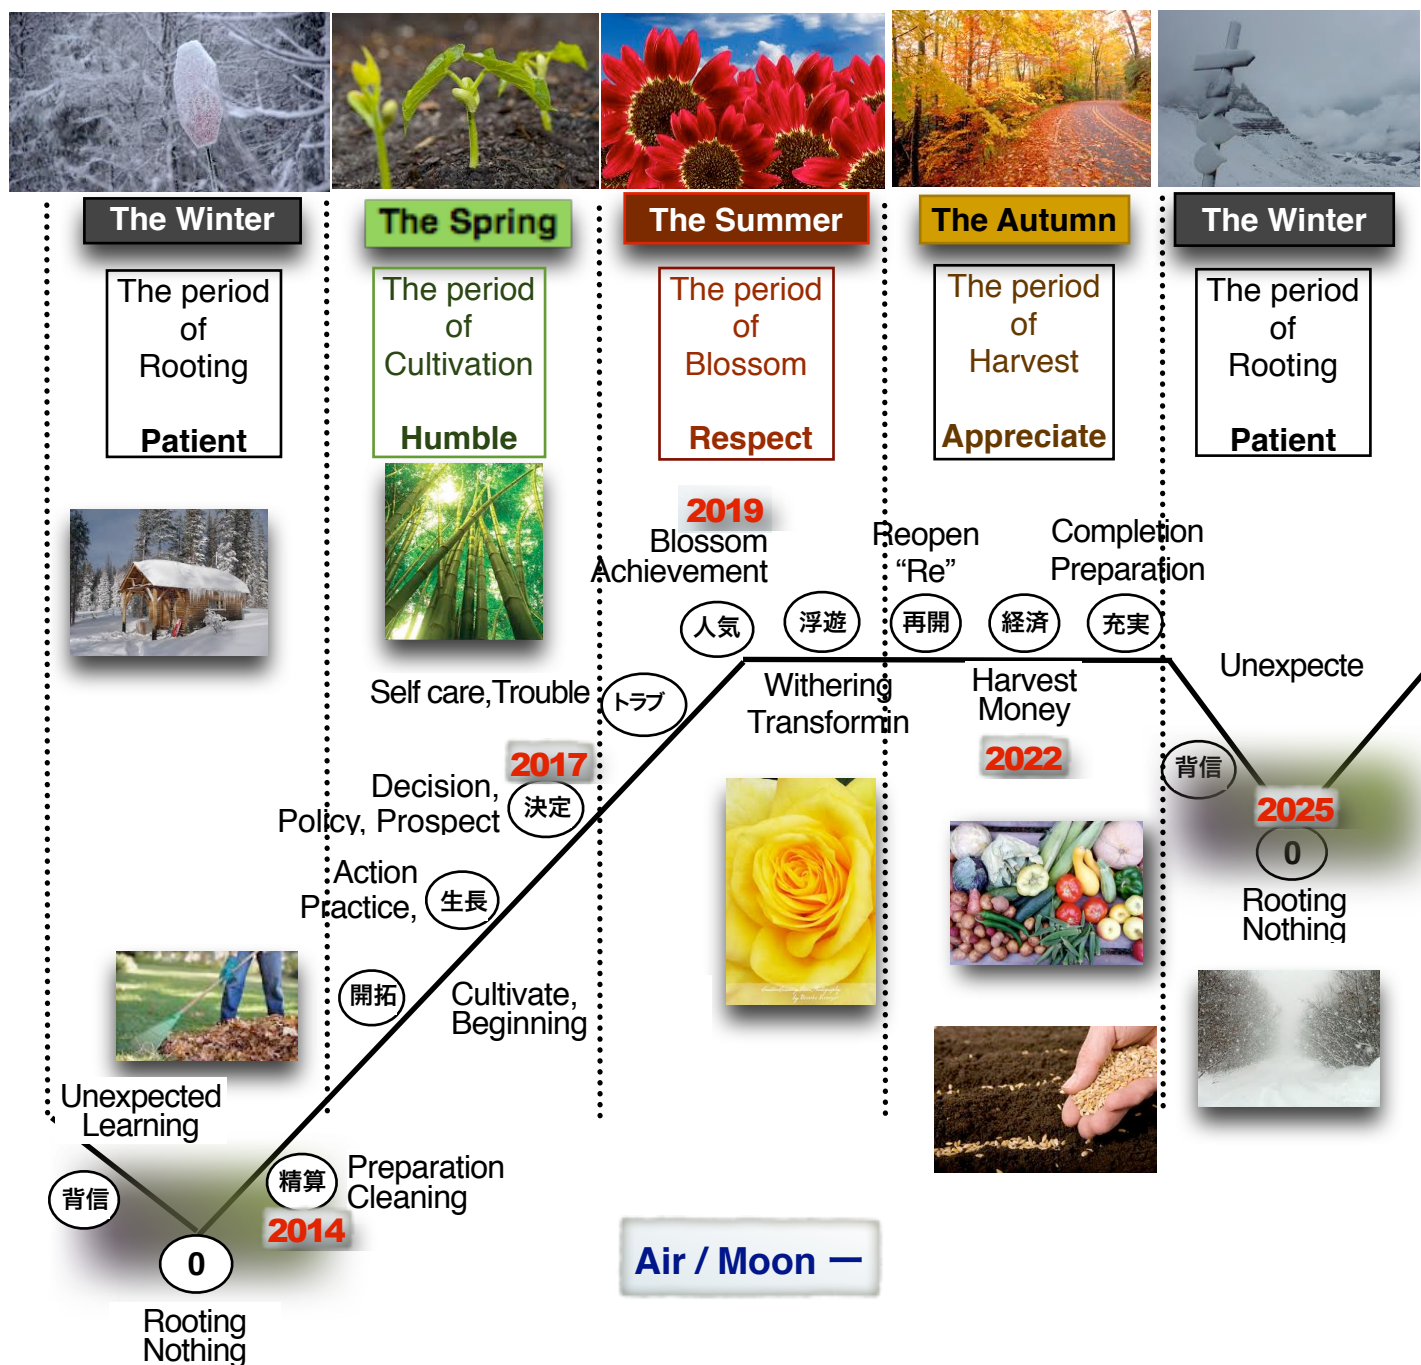 The Winter
The Spring
The Summer
The Autumn
The Winter
The period
of
Rooting
Patient
The period
of
Cultivation
Humble
The period
of
Blossom
Respect
The period
of
Harvest
Appreciate
The period
of
Rooting
Patient
2019
Blossom
Achievement
Reopen
“Re”
Completion
Preparation
人気
浮遊
再開
経済
充実
Self care,Trouble
トラブ
Withering
Transformin
Harvest
Money
2022
Unexpecte
背信
2025
0
Rooting
Nothing
2017
Decision,
Policy, Prospect
決定
Action
Practice,
生長
開拓
Cultivate,
Beginning
Unexpected
Learning
背信
精算
Preparation
Cleaning
2014
0
Rooting
Nothing
Air / Moon ー